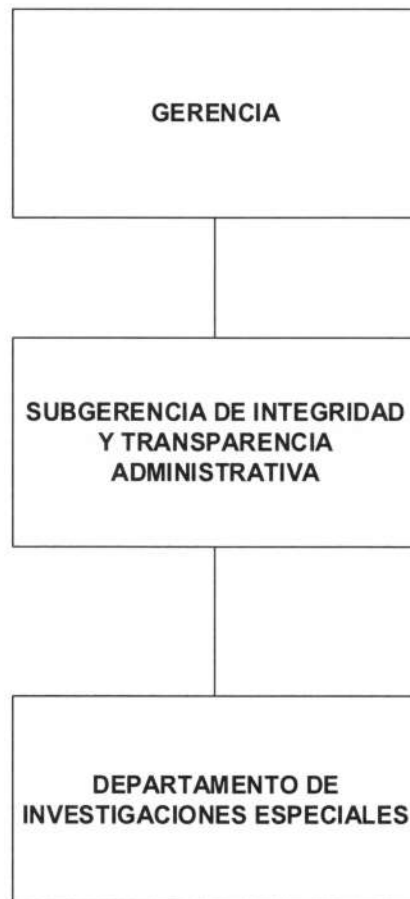 GERENCIA
SUBGERENCIA DE INTEGRIDAD
Y TRANSPARENCIA
ADMINISTRATIVA
DEPARTAMENTO DE
INVESTIGACIONES ESPECIALES